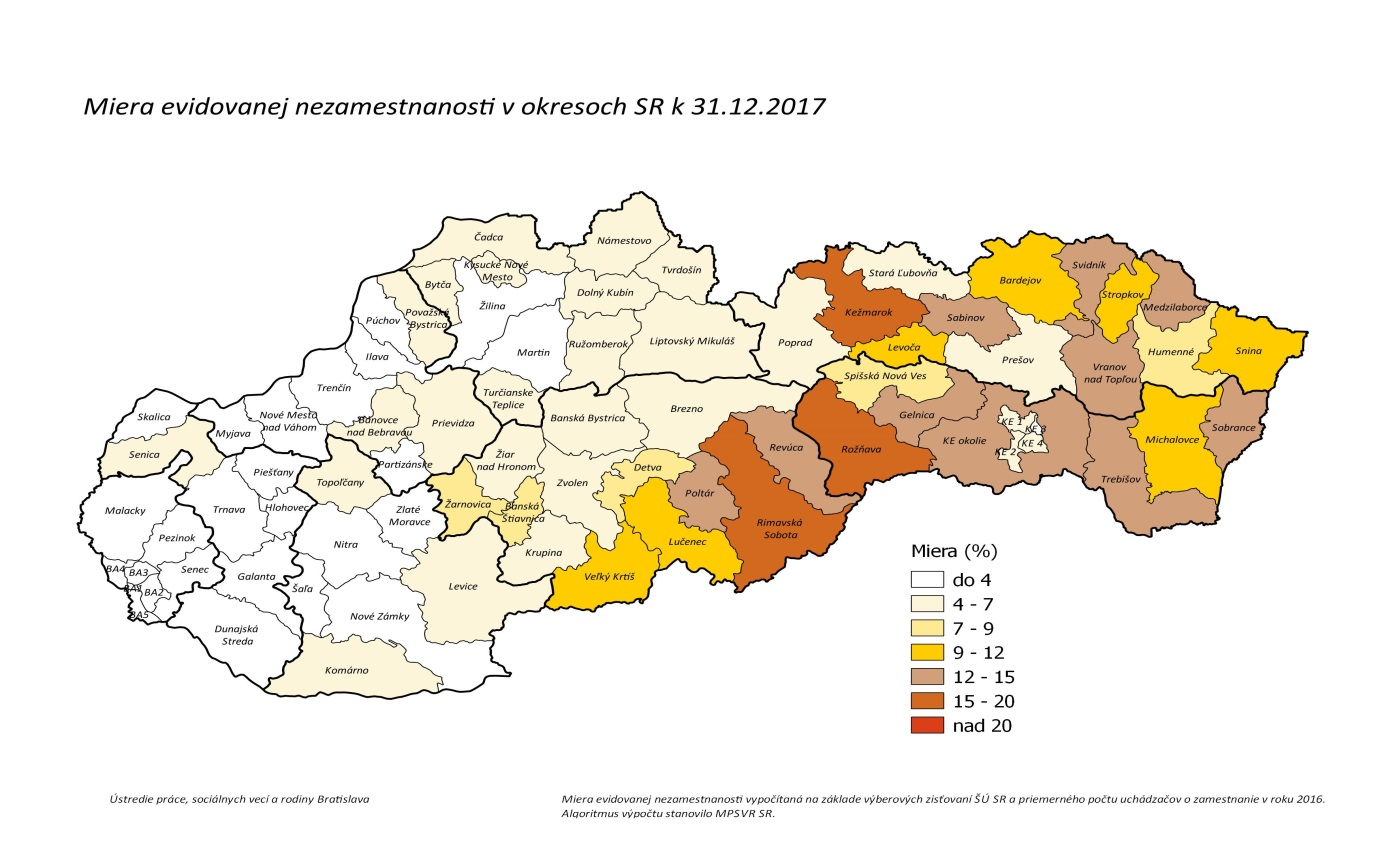 Miera evidovanej nezamestnanosti v okresoch SR k 31.12.2017
Čadca
Námestovo
Kysucké Nové
Mesto
Tvrdošín
Bytča
Dolný Kubín
Žilina
Považská
Bystrica
Púchov
Ilava
Martin
Ružomberok
Liptovský Mikuláš
Poprad
Stará Ľubovňa
Kežmarok
Sabinov
Levoča
Bardejov
Svidník
Stropkov
Medzilaborce
Prešov
Vranov
nad Topľou
Humenné
Snina
Spišská Nová Ves
Gelnica
Rožňava
KE okolie
KE 1
KE 3
KE 4
KE 2
Michalovce
Sobrance
Trebišov
Trenčín
Skalica
Nové Mesto
nad Váhom
Myjava
Senica
Bánovce
nad Bebravou
Prievidza
Turčianske
Teplice
Banská Bystrica
Brezno
Revúca
Partizánske
Žiar
nad Hronom
Detva
Zvolen
Poltár
Piešťany
Topoľčany
Žarnovica
Banská
Štiavnica
Rimavská
Sobota
Malacky
Trnava
Hlohovec
Zlaté
Moravce
Pezinok
Nitra
Krupina
Lučenec
Veľký Krtíš
BA4
BA3
BA1
BA2
BA5
Senec
Galanta
Šaľa
Levice
Nové Zámky
Dunajská
Streda
Komárno
Miera (%)
do 4
4 - 7
7 - 9
9 - 12
12 - 15
15 - 20
nad 20
Ústredie práce, sociálnych vecí a rodiny Bratislava
Miera evidovanej nezamestnanosti vypočítaná na základe výberových zisťovaní ŠÚ SR a priemerného počtu uchádzačov o zamestnanie v roku 2016.
Algoritmus výpočtu stanovilo MPSVR SR.